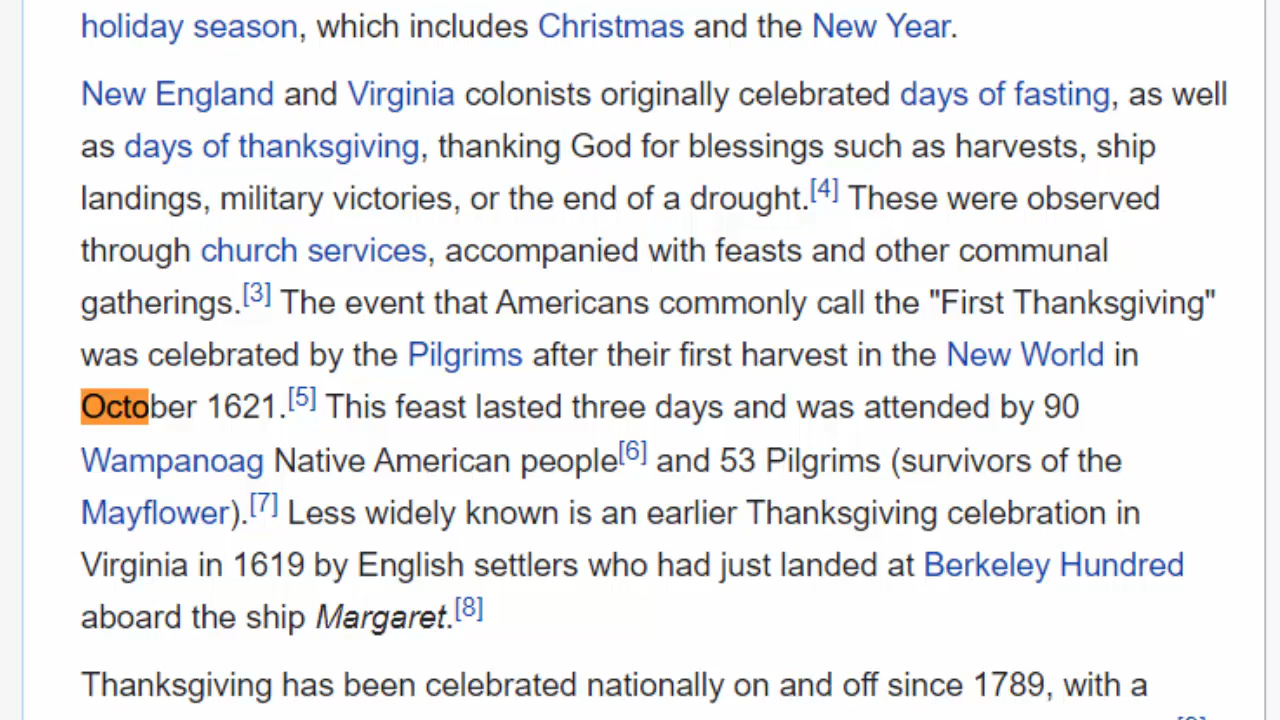 holiday season, which includes Christmas and the New Year.
New England and Virginia colonists originally celebrated days of fasting, as well
as days of thanksgiving, thanking God for blessings such as harvests, ship
landings, military victories, or the end of a drought.[4] These were observed
through church services, accompanied with feasts and other communal
gatherings.[3] The event that Americans commonly call the "First Thanksgiving"
was celebrated by the Pilgrims after their first harvest in the New World in
October 1621.[5] This feast lasted three days and was attended by 90
Wampanoag Native American people[6] and 53 Pilgrims (survivors of the
Mayflower).[7] Less widely known is an earlier Thanksgiving celebration in
Virginia in 1619 by English settlers who had just landed at Berkeley Hundred
aboard the ship Margaret.[8]
Thanksgiving has been celebrated nationally on and off since 1789, with a